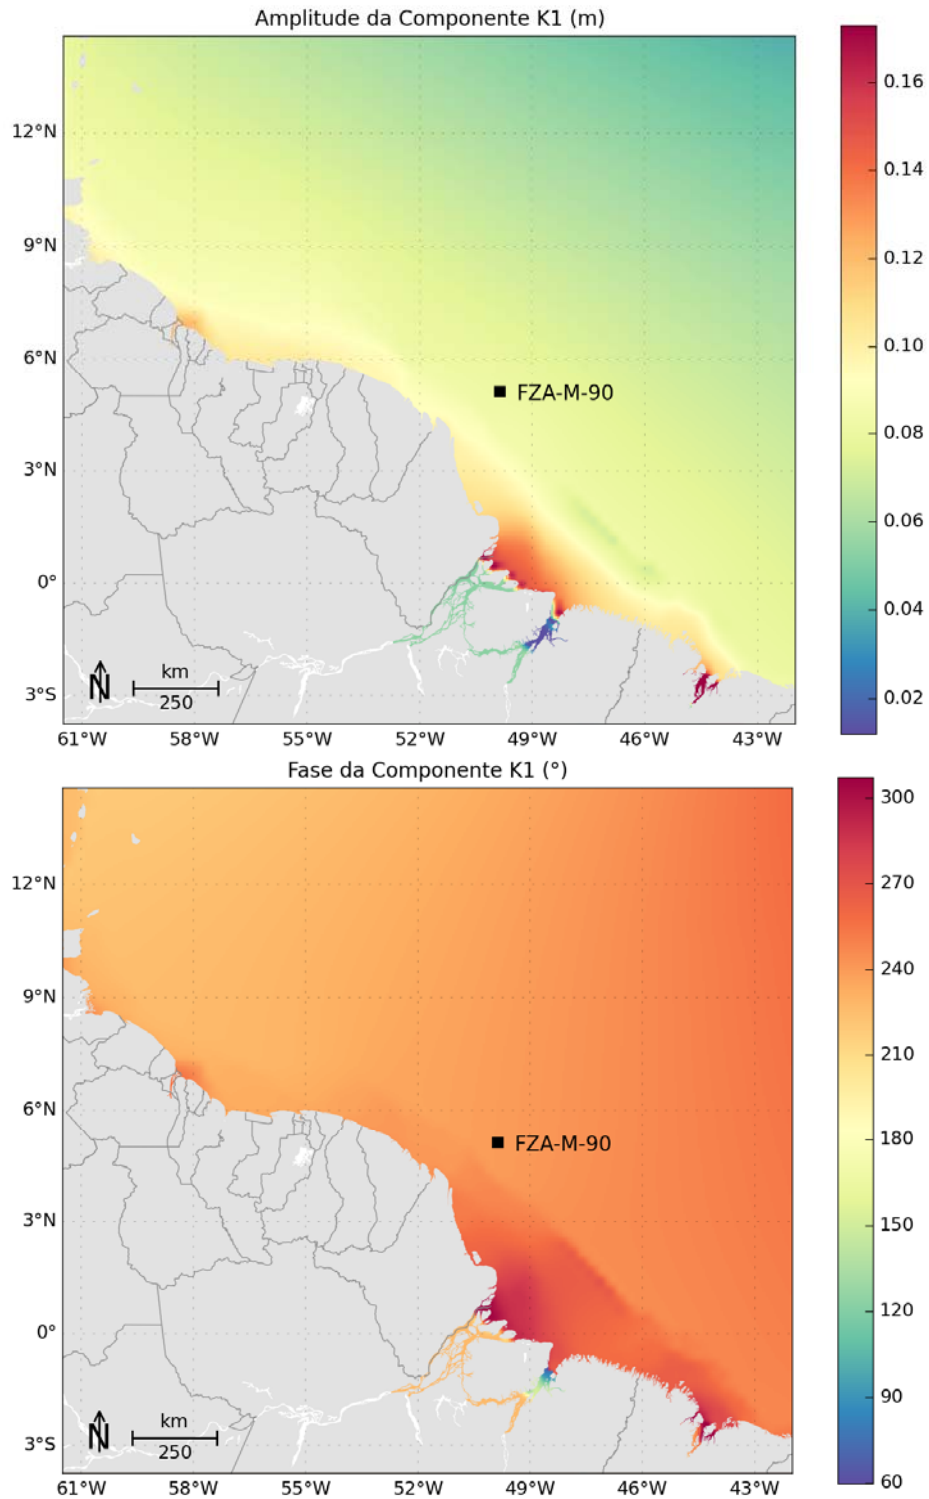 Amplitude da Componente K1 (m)
12°N
9°N
6°N
3°N
0°
3°S
FZA-M-90
N
km
250
61°W 58°W 55°W 52°W 49°W 46°W 43°W
0.16
0.14
0.12
0.10
0.08
0.06
0.04
0.02
Fase da Componente K1 (°)
12°N
9°N
6°N
3°N
0°
3°S
FZA-M-90
N
km
250
61°W 58°W 55°W 52°W 49°W 46°W 43°W
300
270
240
210
180
150
120
90
60